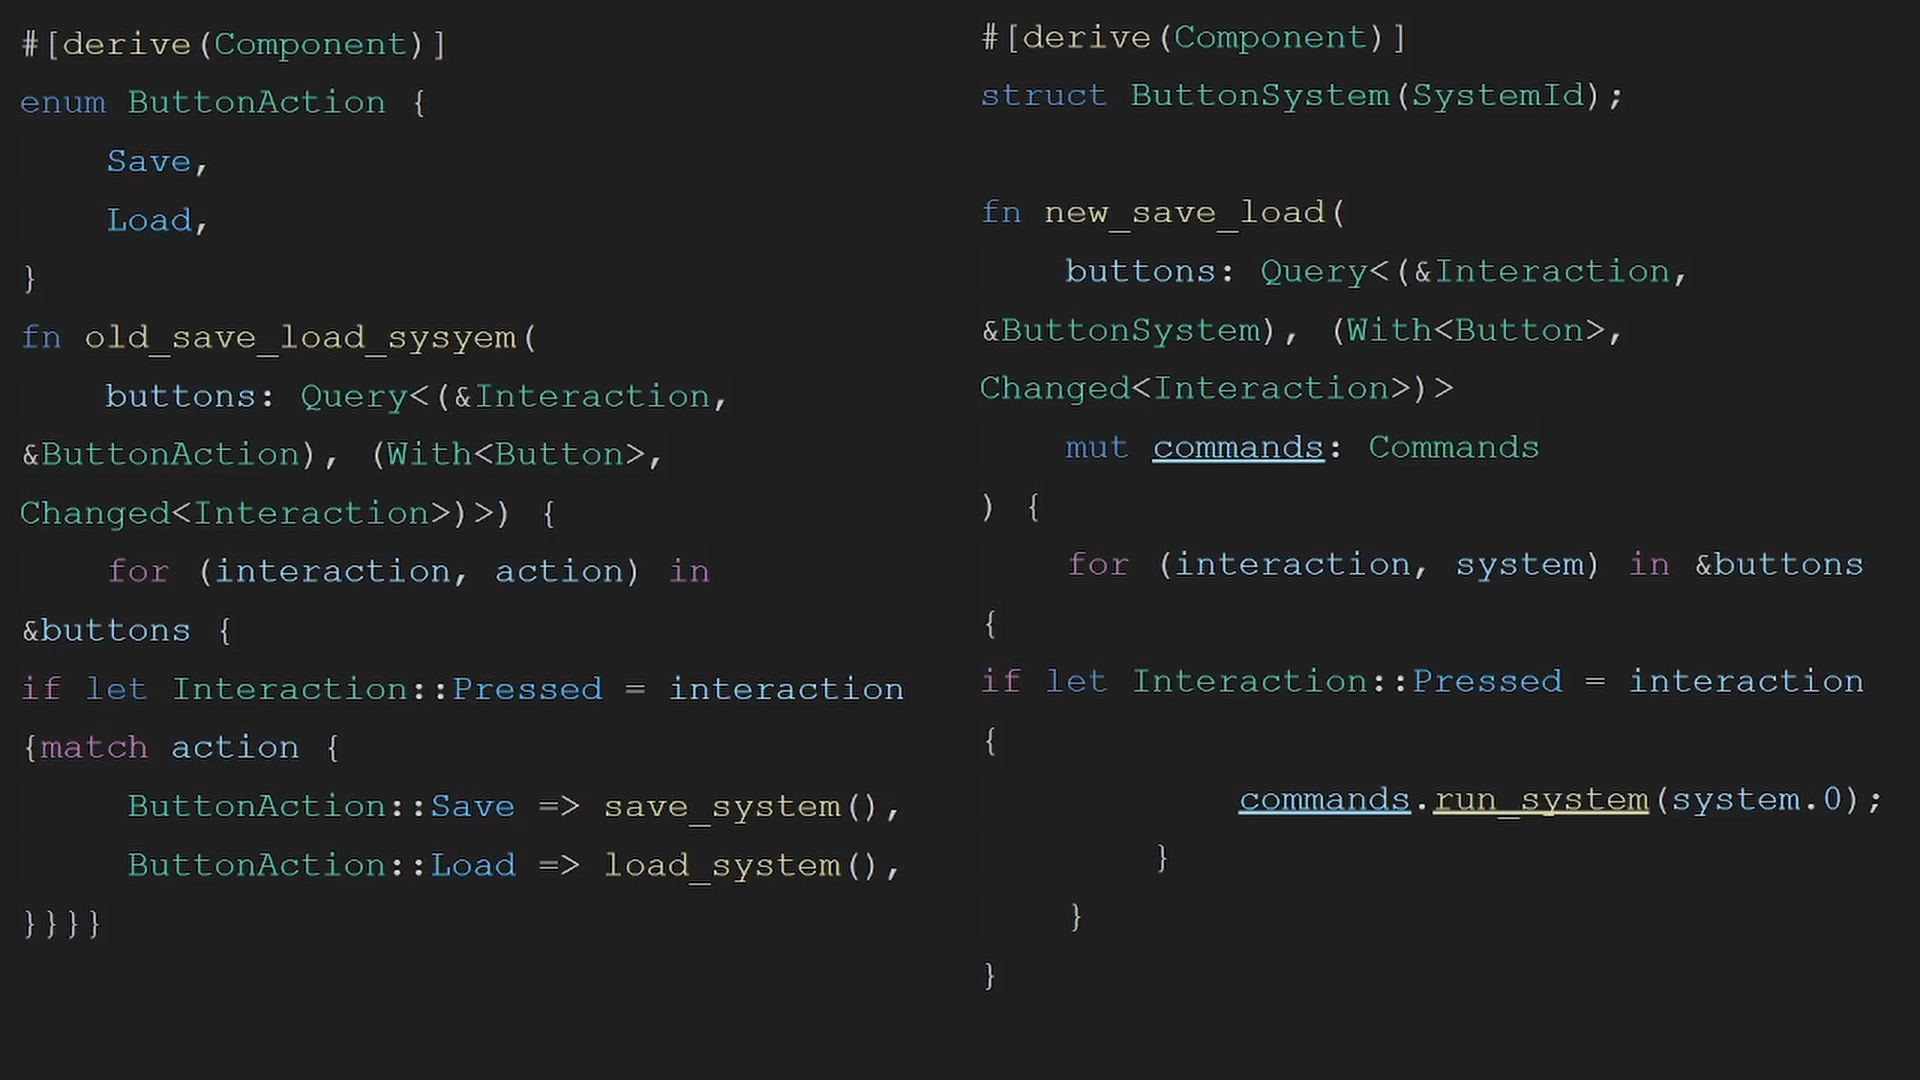 #[derive(Component)]
enum ButtonAction {
    Save,
    Load,
}
fn old_save_load_sysyem(
    buttons: Query<(&Interaction,
&ButtonAction), (With<Button>,
Changed<Interaction>)>) {
    for (interaction, action) in
&buttons {
if let Interaction::Pressed = interaction
{match action {
     ButtonAction::Save => save_system(),
     ButtonAction::Load => load_system(),
}}}}
#[derive(Component)]
struct ButtonSystem(SystemId);
fn new_save_load(
    buttons: Query<(&Interaction,
&ButtonSystem), (With<Button>,
Changed<Interaction>)>
    mut commands: Commands
) {
    for (interaction, system) in &buttons
{
if let Interaction::Pressed = interaction
{
            commands.run_system(system.0);
        }
    }
}